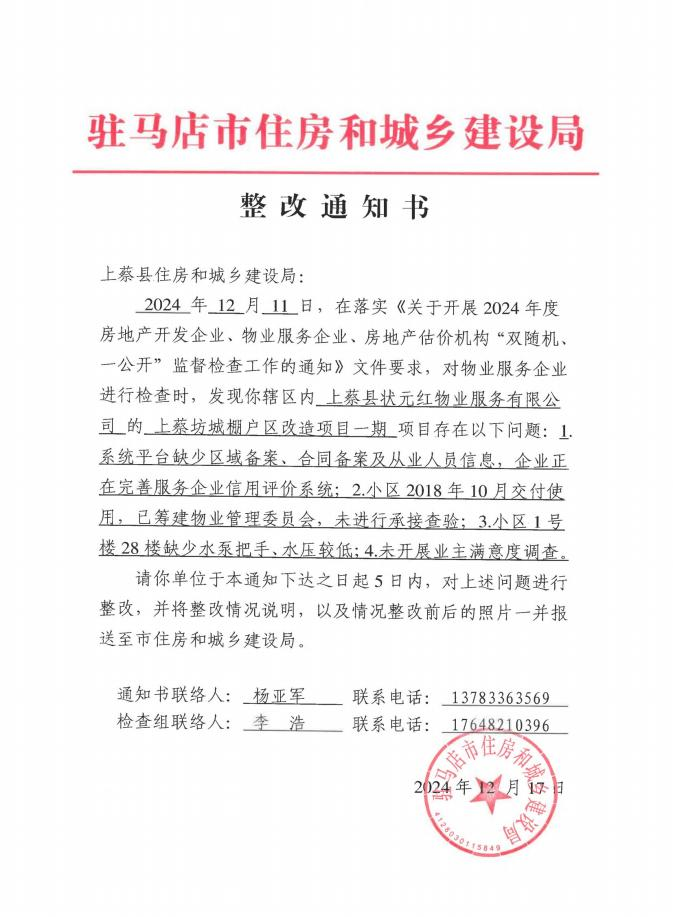 驻马店市住房和城乡建设局
整改通知书
上蔡县住房和城乡建设局：
2024 年 12 月 11 日，在落实《关于开展 2024 年度
房地产开发企业、物业服务企业、房地产估价机构“双随机、
一公开”监督检查工作的通知》文件要求，对物业服务企业
进行检查时，发现你辖区内 上蔡县状元红物业服务有限公
司 的 上蔡坊城棚户区改造项目一期 项目存在以下问题：1.
系统平台缺少区域备案、合同备案及从业人员信息，企业正
在完善服务企业信用评价系统；2.小区 2018 年 10 月交付使
用，已筹建物业管理委员会，未进行承接查验；3.小区 1 号
楼 28 楼缺少水泵把手、水压较低；4.未开展业主满意度调查。
请你单位于本通知下达之日起 5 日内，对上述问题进行
整改，并将整改情况说明，以及情况整改前后的照片一并报
送至市住房和城乡建设局。
通知书联络人： 杨亚军 联系电话： 13783363569
检查组联络人： 李 浩 联系电话： 17648210396
2024 年 12 月 17 日
驻马店市住房和城乡建设局
4128030115849